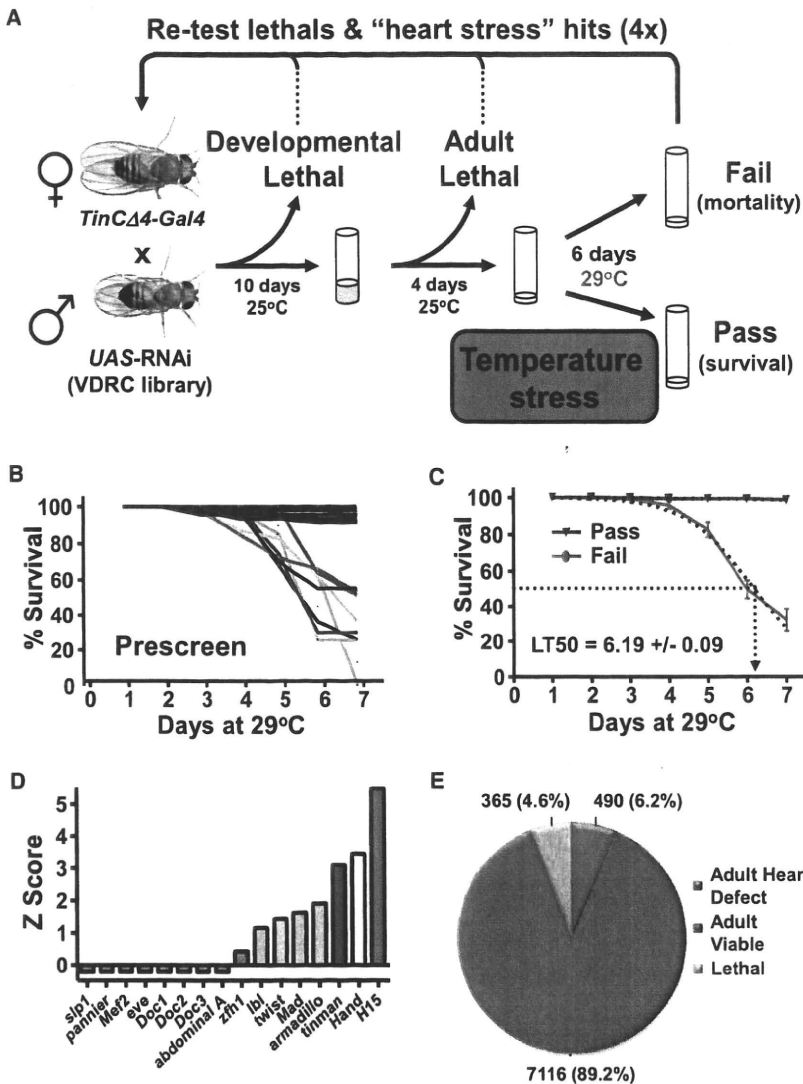 A
Re-test lethals & “heart stress” hits (4x)
Developmental
Lethal
Adult
Lethal
Fail
(mortality)
♀
TinCΔ4-Gal4
x
♂
UAS-RNAi
(VDRC library)
10 days
25°C
4 days
25°C
6 days
29°C
Pass
(survival)
Temperature
stress
B
% Survival
100
80
60
40
20
0
Prescreen
0 1 2 3 4 5 6 7
Days at 29°C
C
% Survival
100
80
60
40
20
0
Pass
Fail
LT50 = 6.19 +/- 0.09
0 1 2 3 4 5 6 7
Days at 29°C
D
Z Score
5
4
3
2
1
0
slp1
pannier
Mef2
eve
Doc1
Doc2
Doc3
abdominal A
zfh1
lbl
twist
Mad
armadillo
tinman
Hand
H15
E
365 (4.6%)
490 (6.2%)
Adult Hear
Defect
Adult
Viable
Lethal
7116 (89.2%)